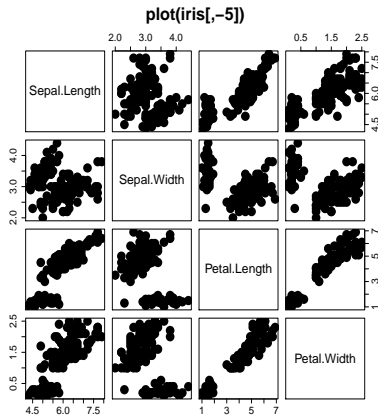 plot(iris[,−5])
2.0 3.0 4.0
0.5 1.5 2.5
Sepal.Length
4.5 6.0 7.5
2.0 3.0 4.0
Sepal.Width
Petal.Length
1 3 5 7
0.5 1.5 2.5
Petal.Width
4.5 6.0 7.5
1 3 5 7